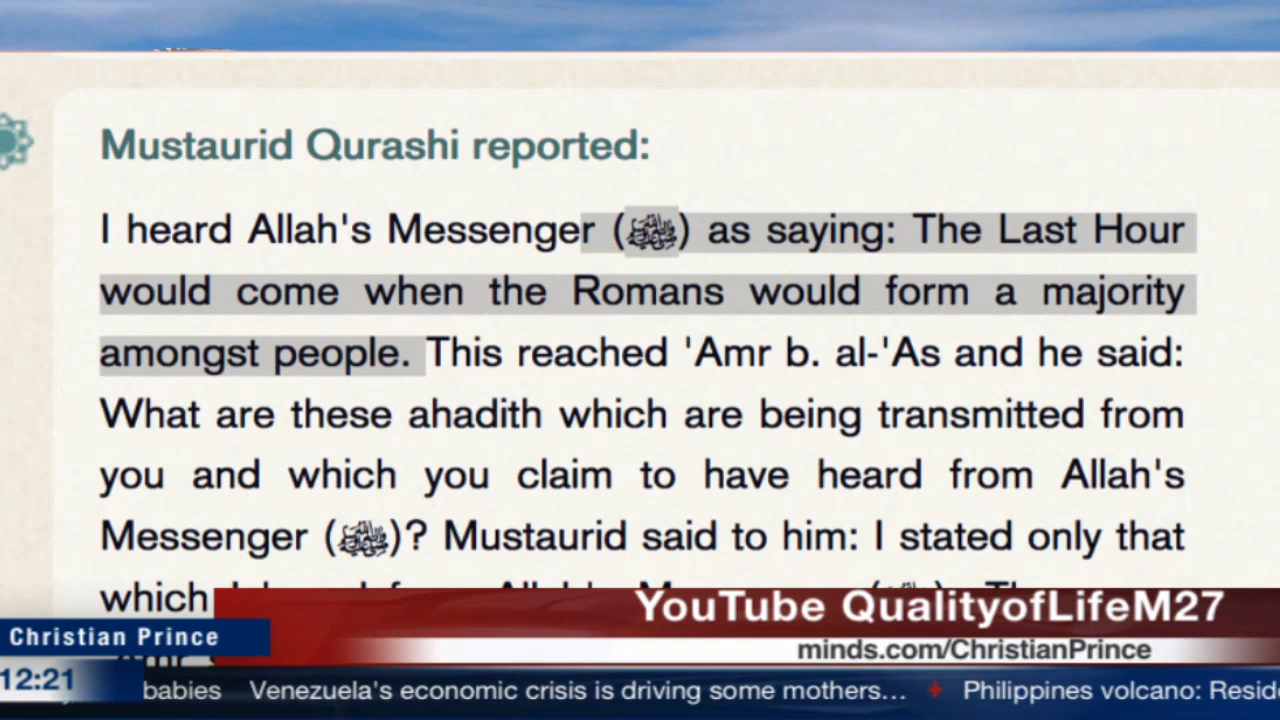 Mustaurid Qurashi reported:
I heard Allah's Messenger (ﷺ) as saying: The Last Hour
would come when the Romans would form a majority
amongst people. This reached 'Amr b. al-'As and he said:
What are these ahadith which are being transmitted from
you and which you claim to have heard from Allah's
Messenger (ﷺ)? Mustaurid said to him: I stated only that
which
YouTube QualityofLifeM27
Christian Prince
minds.com/ChristianPrince
12:21 babies Venezuela's economic crisis is driving some mothers... Philippines volcano: Reside